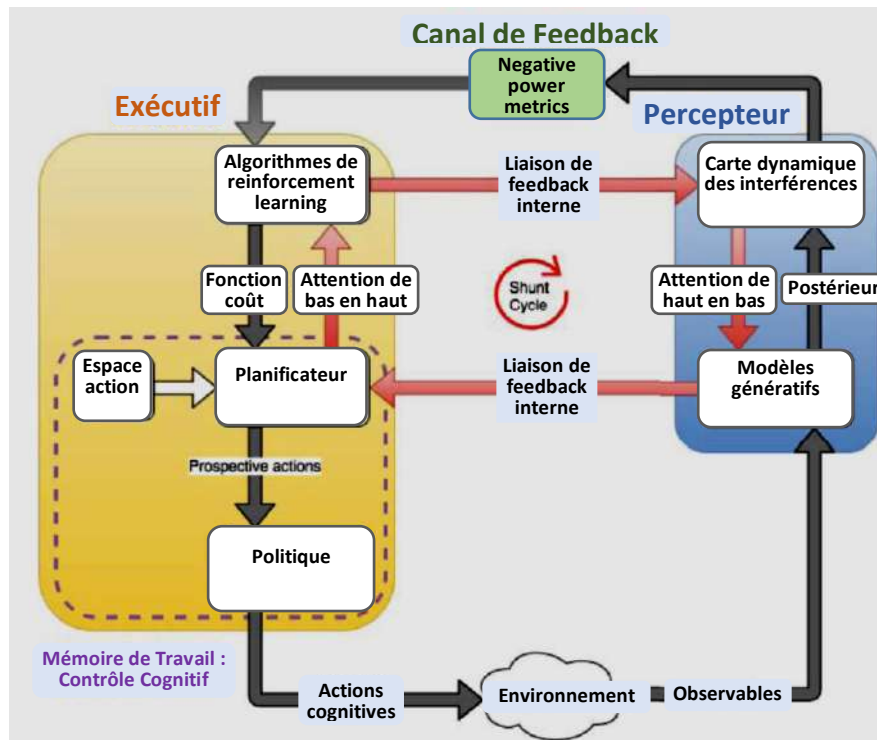 Canal de Feedback
Negative
power
metrics
Exécutif
Percepteur
Algorithmes de
reinforcement
learning
Liaison de
feedback
interne
Carte dynamique
des interférences
Fonction
coût
Attention de
bas en haut
Shunt
Cycle
Attention de
haut en bas
Postérieur
Espace
action
Planificateur
Liaison de
feedback
interne
Modèles
génératifs
Prospective actions
Politique
Mémoire de Travail :
Contrôle Cognitif
Actions
cognitives
Environnement
Observables